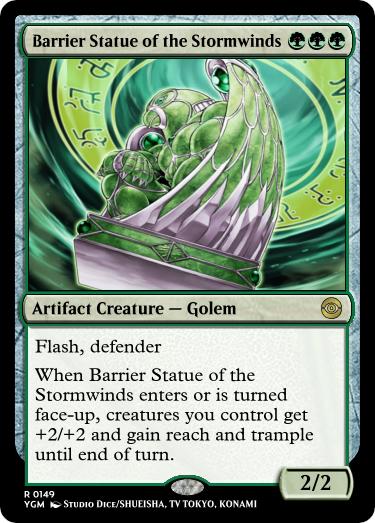 Barrier Statue of the Stormwinds
Artifact Creature — Golem
Flash, defender
When Barrier Statue of the
Stormwinds enters or is turned
face-up, creatures you control get
+2/+2 and gain reach and trample
until end of turn.
2/2
R 0149
YGM Studio Dice/SHUEISHA, TV TOKYO, KONAMI